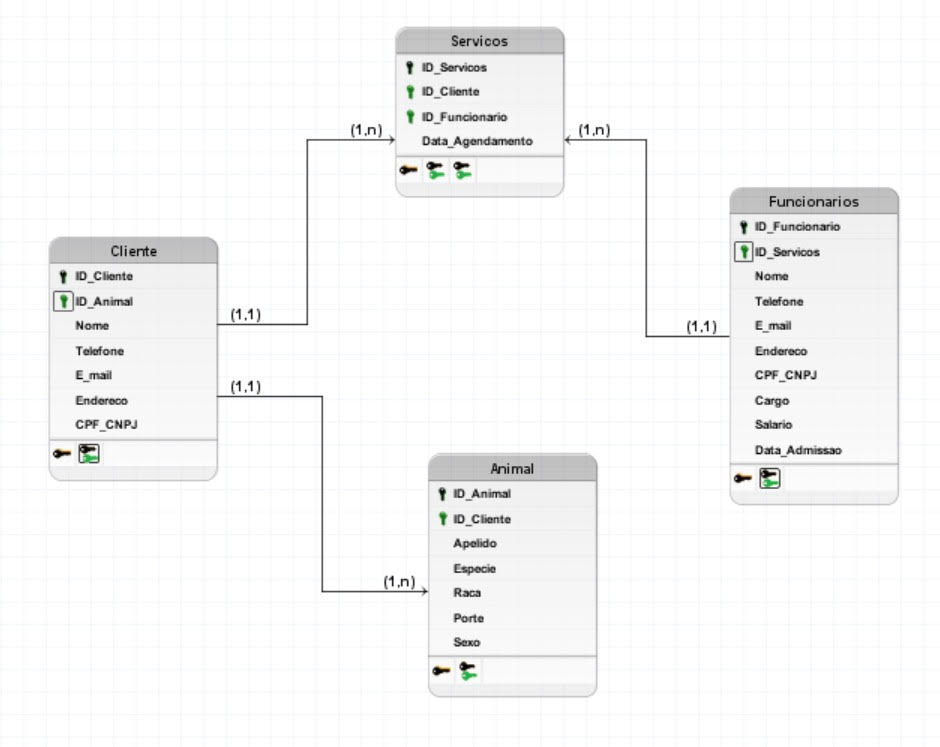 Servicos
ID_Servicos
ID_Cliente
ID_Funcionario
Data_Agendamento
(1,n)
(1,n)
Funcionarios
ID_Funcionario
ID_Servicos
Nome
Telefone
E_mail
Endereco
CPF_CNPJ
Cargo
Salario
Data_Admissao
(1,1)
Cliente
ID_Cliente
ID_Animal
Nome
Telefone
E_mail
Endereco
CPF_CNPJ
(1,1)
(1,1)
Animal
ID_Animal
ID_Cliente
Apelido
Especie
Raca
Porte
Sexo
(1,n)